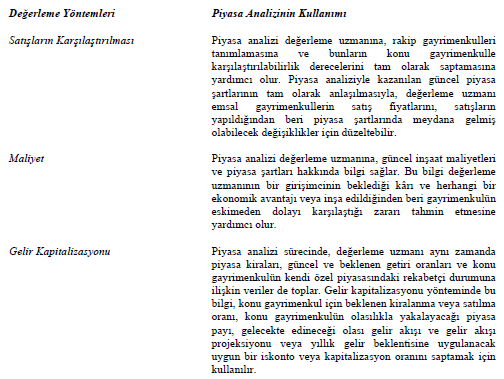 Değerleme Yöntemleri
Piyasa Analizinin Kullanımı
Satışların Karşılaştırılması
Piyasa analizi değerleme uzmanına, rakip gayrimenkulleri
tanımlamasına ve bunların konu gayrimenkulle
karşılaştırılabilirlik derecelerini tam olarak saptamasına
yardımcı olur. Piyasa analiziyle kazanılan güncel piyasa
şartlarının tam olarak anlaşılmasıyla, değerleme uzmanı
emsal gayrimenkullerin satış fiyatlarını, satışların
yapıldığından beri piyasa şartlarında meydana gelmiş
olabilecek değişiklikler için düzeltebilir.
Maliyet
Piyasa analizi değerleme uzmanına, güncel inşaat maliyetleri
ve piyasa şartları hakkında bilgi sağlar. Bu bilgi değerleme
uzmanının bir girişimcinin beklediği kârı ve herhangi bir
ekonomik avantajı veya inşa edildiğinden beri gayrimenkulün
eskimeden dolayı karşılaştığı zararı tahmin etmesine
yardımcı olur.
Gelir Kapitalizasyonu
Piyasa analizi sürecinde, değerleme uzmanı aynı zamanda
piyasa kiraları, güncel ve beklenen getiri oranları ve konu
gayrimenkulün kendi özel piyasasındaki rekabetçi durumuna
ilişkin veriler de toplar. Gelir kapitalizasyonu yönteminde bu
bilgi, konu gayrimenkul için beklenen kiralanma veya satılma
oranı, konu gayrimenkulün olasılıkla yakalayacağı piyasa
payı, gelecekte edineceği olası gelir akışı ve gelir akışı
projeksiyonu veya yıllık gelir beklentisine uygulanacak
uygun bir iskonto veya kapitalizasyon oranını saptamak için
kullanılır.